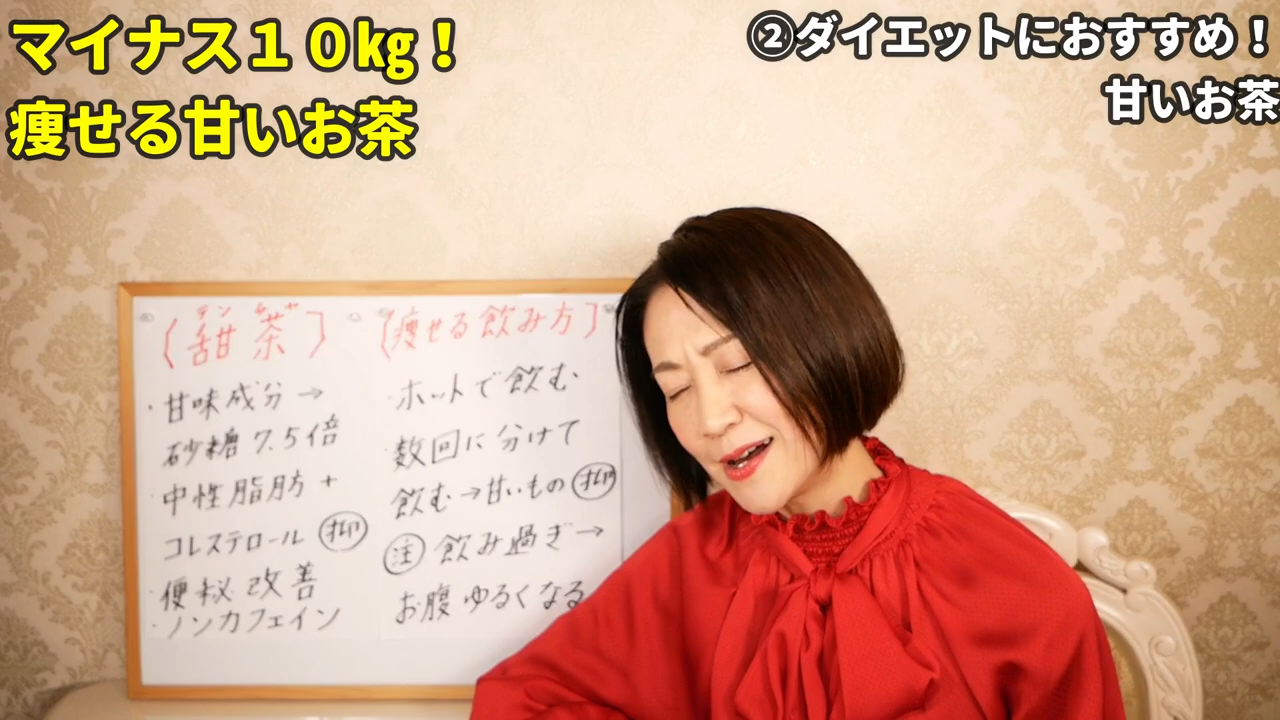 マイナス１０㎏！
痩せる甘いお茶
②ダイエットにおすすめ！
甘いお茶
テン チャ
〔甜茶〕
・甘味成分→
砂糖7.5倍
・中性脂肪＋
コレステロール 抑
・便秘改善
・ノンカフェイン
〔痩せる飲み方〕
・ホットで飲む
・数回に分けて
飲む→甘いもの 抑
注 飲み過ぎ→
お腹ゆるくなる